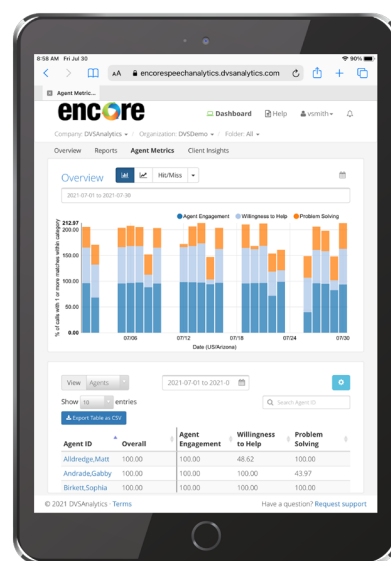 8:58 AM Fri Jul 30
90%
AA encorespeechanalytics.dvsanalytics.com
Agent Metric...
encore
Dashboard Help vsmith
Company: DVSAnalytics Organization: DVSDemo / Folder: All
Overview Reports Agent Metrics Client Insights
Overview Hit/Miss
2021-07-01 to 2021-07-30
Agent Engagement Willingness to Help Problem Solving
212.97
200.00
150.00
100.00
50.00
0.00
% of calls with 1 or more matches within category
07/06 07/12 07/18 07/24 07/30
Date (US/Arizona)
View Agents 2021-07-01 to 2021-0
Show 10 entries Search Agent ID
Export Table as CSV
Agent ID Overall Agent Engagement Willingness to Help Problem Solving
Alldredge,Matt 100.00 100.00 48.62 100.00
Andrade,Gabby 100.00 100.00 100.00 43.97
Birkett,Sophia 100.00 100.00 100.00 100.00
© 2021 DVSAnalytics · Terms Have a question? Request support